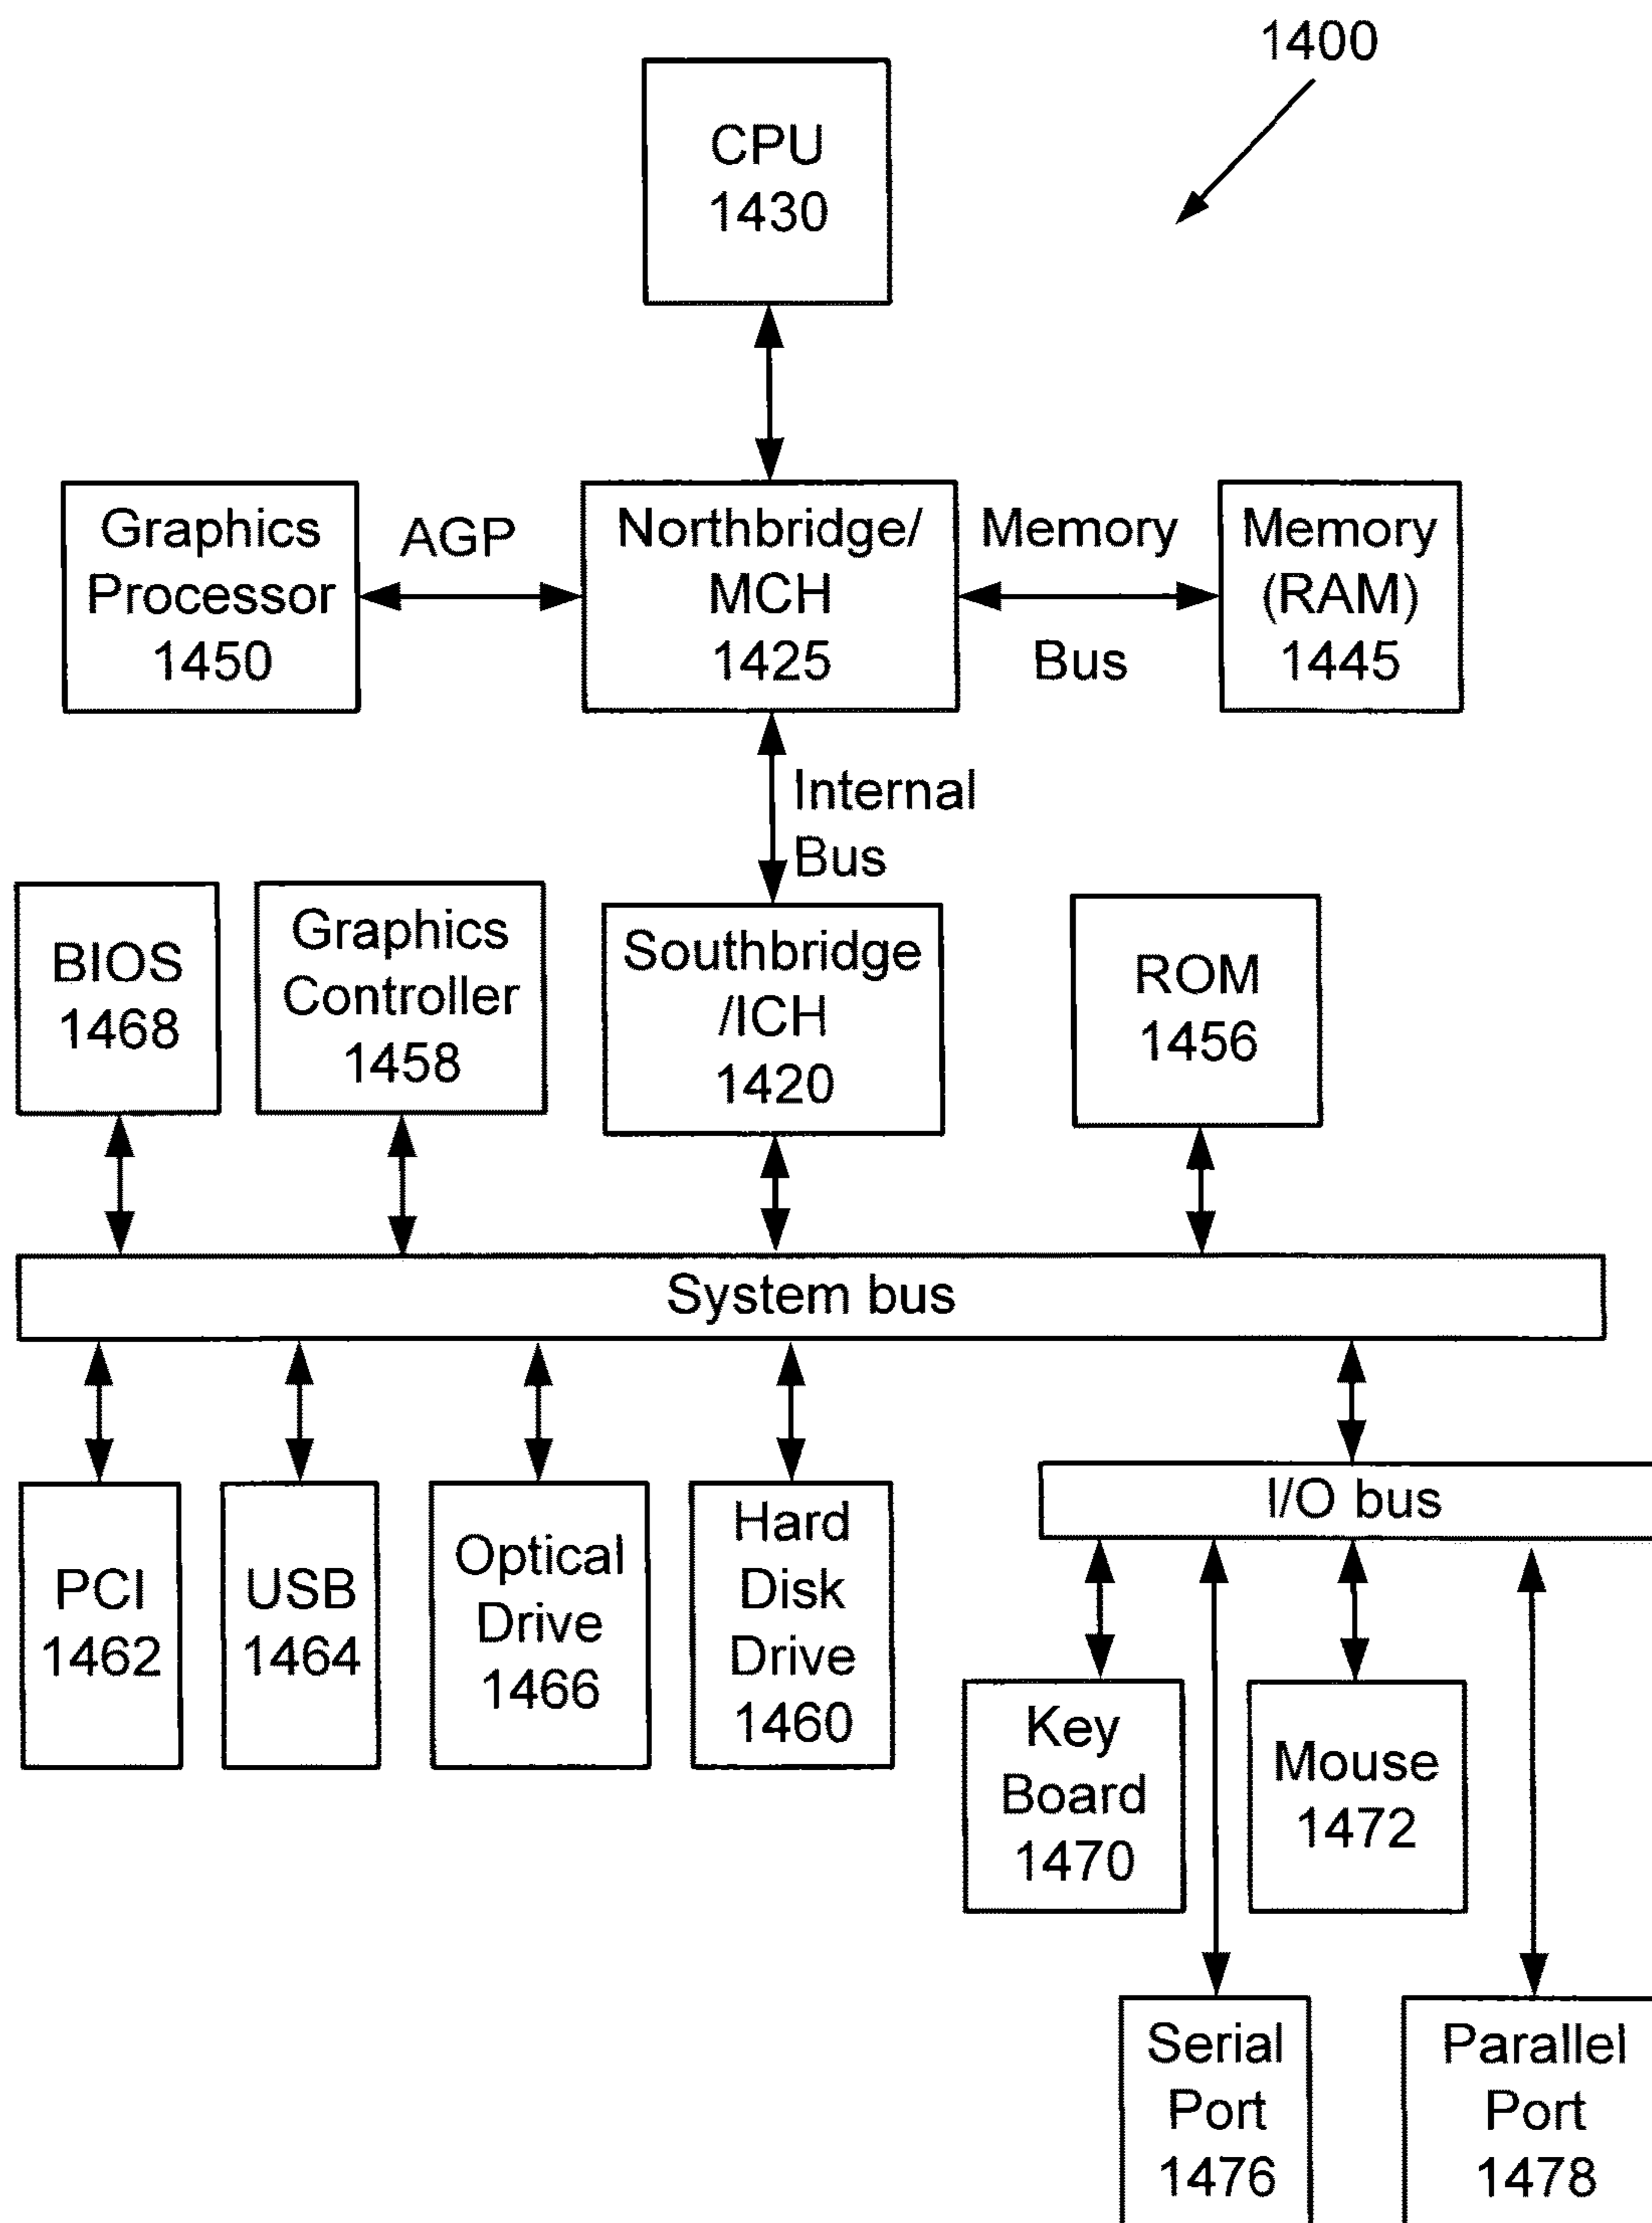 1400
CPU
1430
Graphics
Processor
1450
AGP
Northbridge/
MCH
1425
Memory
Bus
Memory
(RAM)
1445
Internal
Bus
BIOS
1468
Graphics
Controller
1458
Southbridge
/ICH
1420
ROM
1456
System bus
PCI
1462
USB
1464
Optical
Drive
1466
Hard
Disk
Drive
1460
I/O bus
Key
Board
1470
Mouse
1472
Serial
Port
1476
Parallel
Port
1478